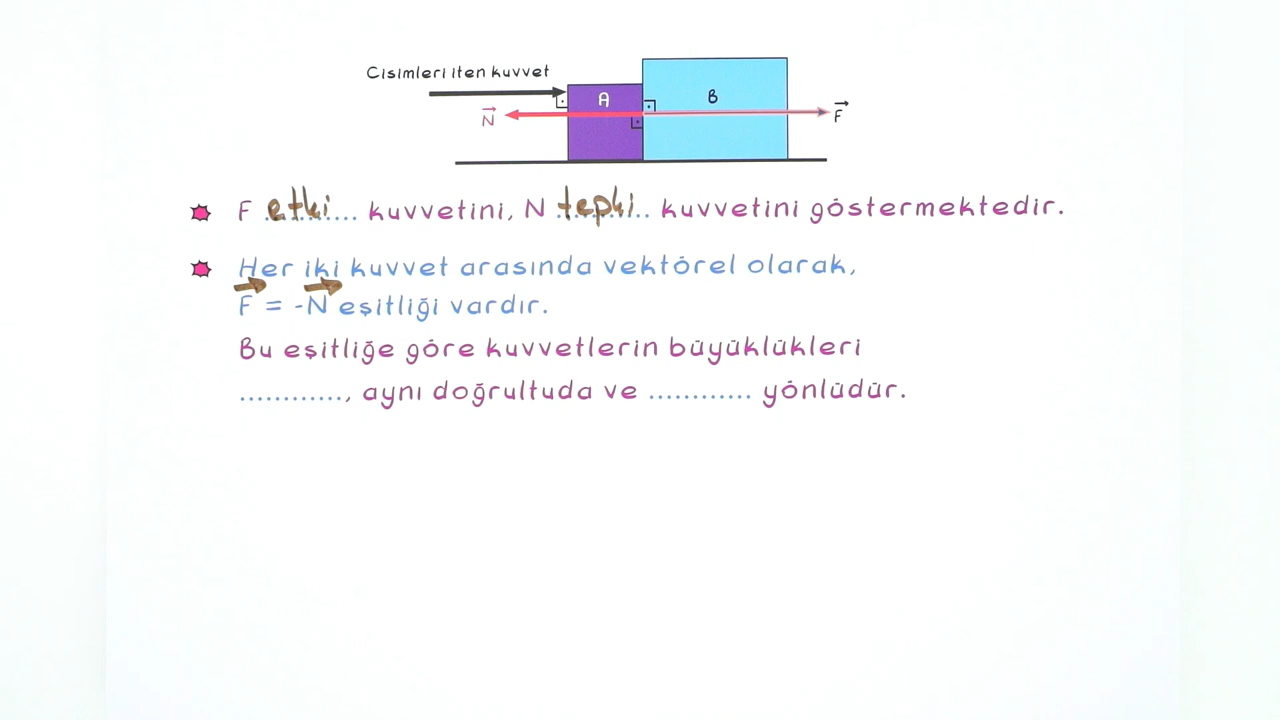 Cisimleri iten kuvvet
A
B
N
F
F etki ............ kuvvetini, N tepki ............ kuvvetini göstermektedir.
Her iki kuvvet arasında vektörel olarak,
F = -N eşitliği vardır.
Bu eşitliğe göre kuvvetlerin büyüklükleri
............, aynı doğrultuda ve ............ yönlüdür.